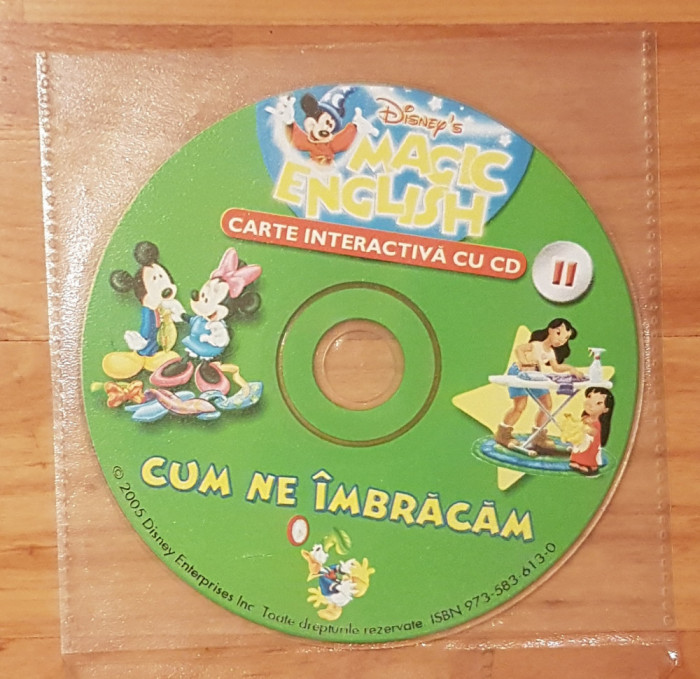 Disney's
MAGIC
ENGLISH
CARTE INTERACTIVĂ CU CD
11
CUM NE ÎMBRĂCĂM
© 2005 Disney Enterprises Inc. Toate drepturile rezervate. ISBN 973-583-613-0